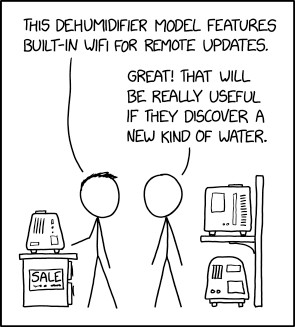 THIS DEHUMIDIFIER MODEL FEATURES
BUILT-IN WIFI FOR REMOTE UPDATES.
GREAT! THAT WILL
BE REALLY USEFUL
IF THEY DISCOVER A
NEW KIND OF WATER.
SALE